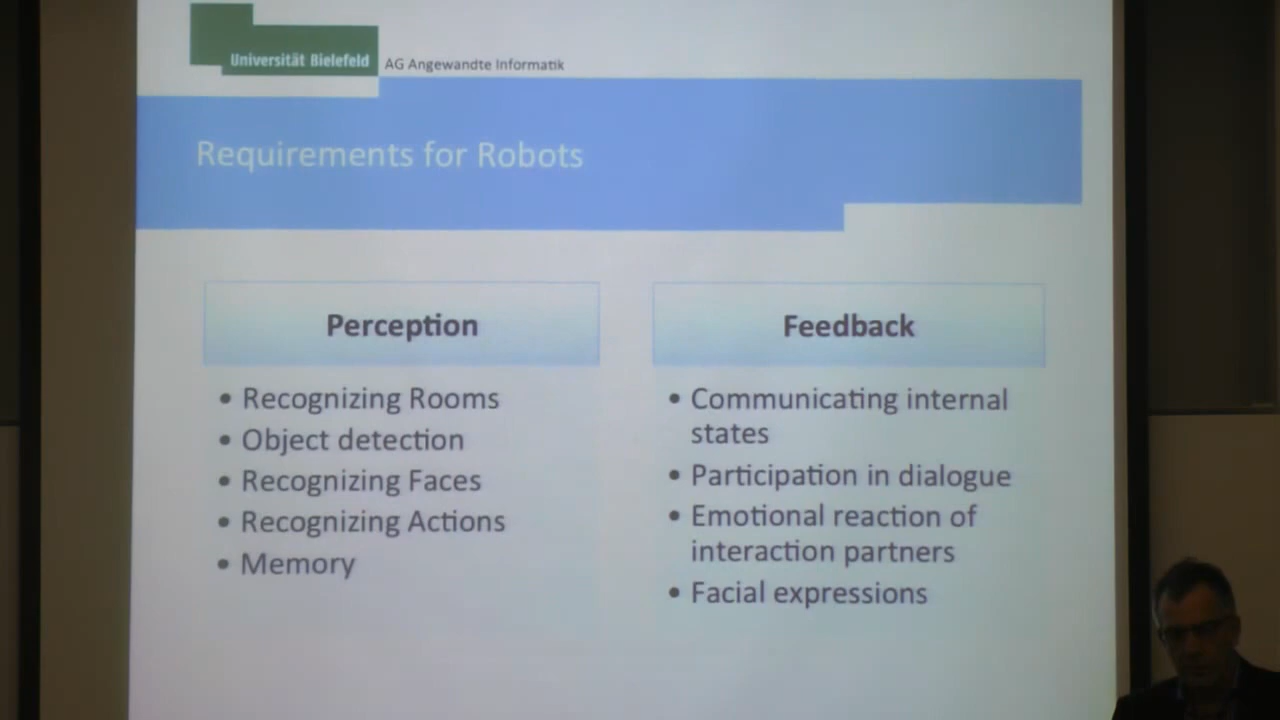 Universität Bielefeld
AG Angewandte Informatik
Requirements for Robots
Perception
• Recognizing Rooms
• Object detection
• Recognizing Faces
• Recognizing Actions
• Memory
Feedback
• Communicating internal
states
• Participation in dialogue
• Emotional reaction of
interaction partners
• Facial expressions